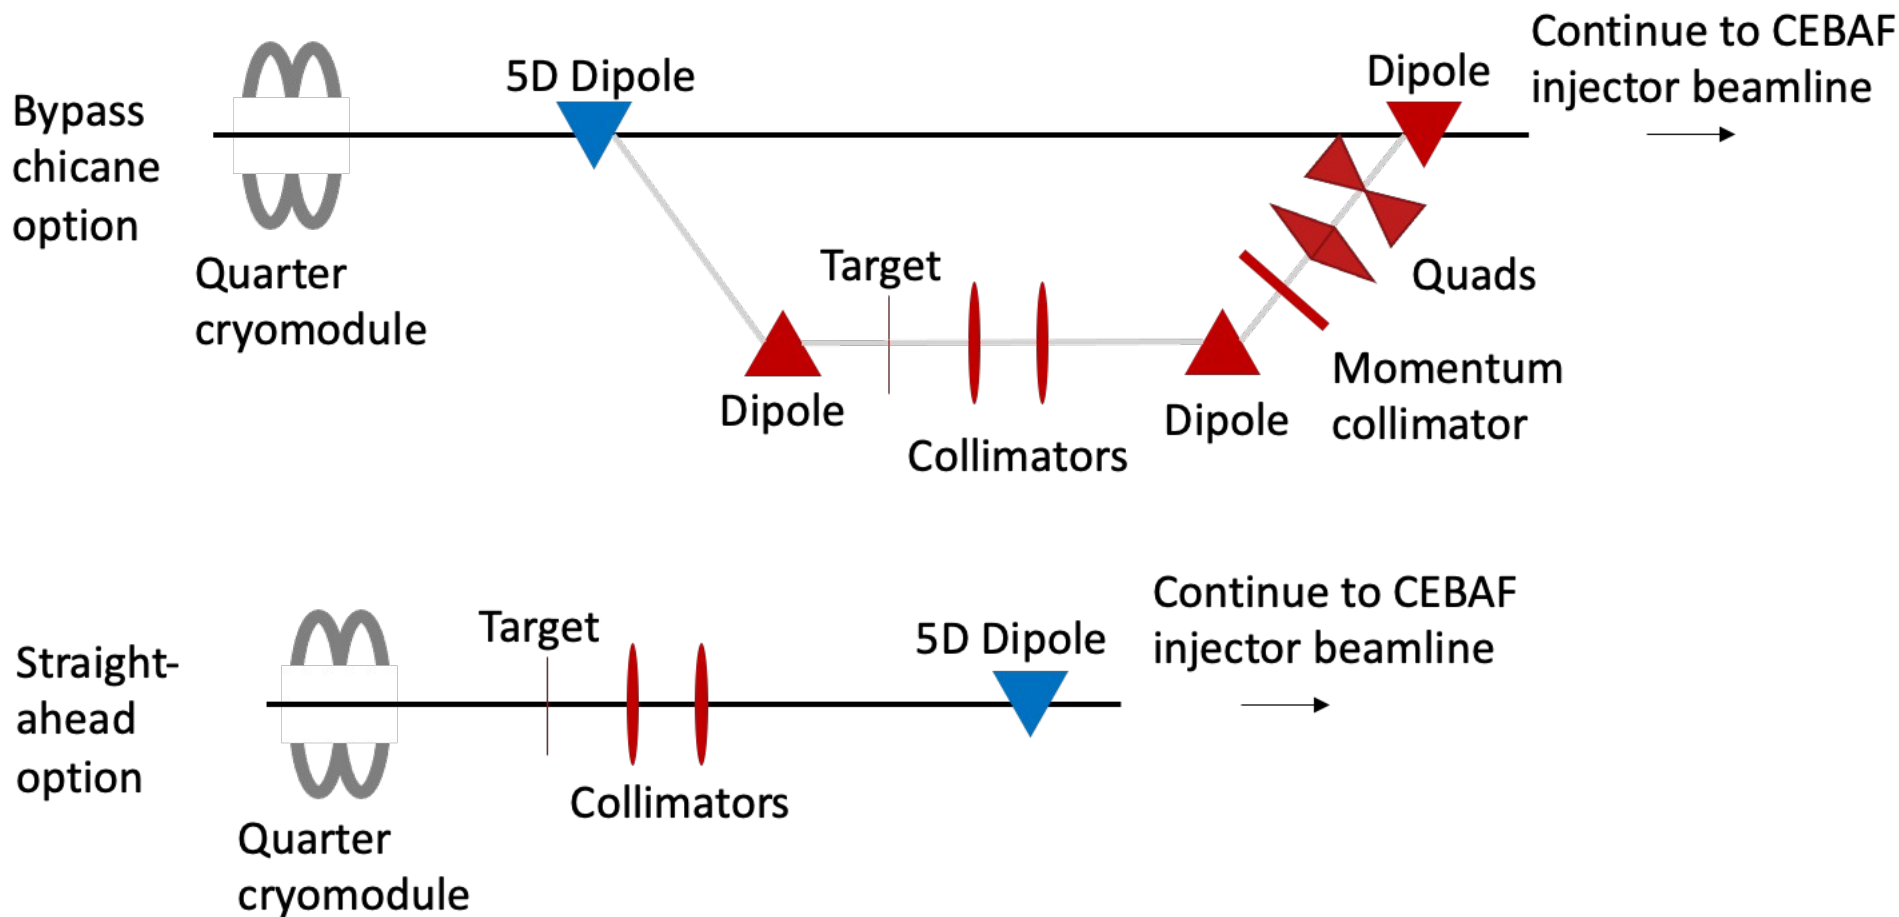 Bypass
chicane
option
Quarter
cryomodule
5D Dipole
Dipole
Target
Collimators
Dipole
Momentum
collimator
Quads
Dipole
Continue to CEBAF
injector beamline
Straight-
ahead
option
Quarter
cryomodule
Target
Collimators
5D Dipole
Continue to CEBAF
injector beamline